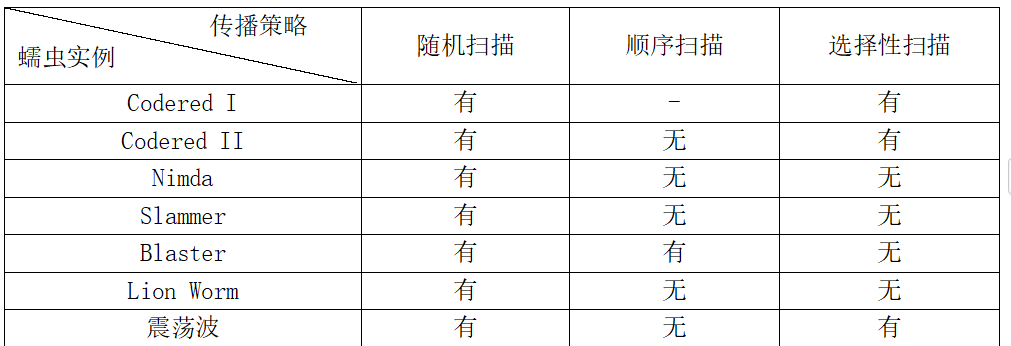 传播策略
蠕虫实例 随机扫描 顺序扫描 选择性扫描
Codered I 有 - 有
Codered II 有 无 有
Nimda 有 无 无
Slammer 有 无 无
Blaster 有 有 无
Lion Worm 有 无 无
震荡波 有 无 有